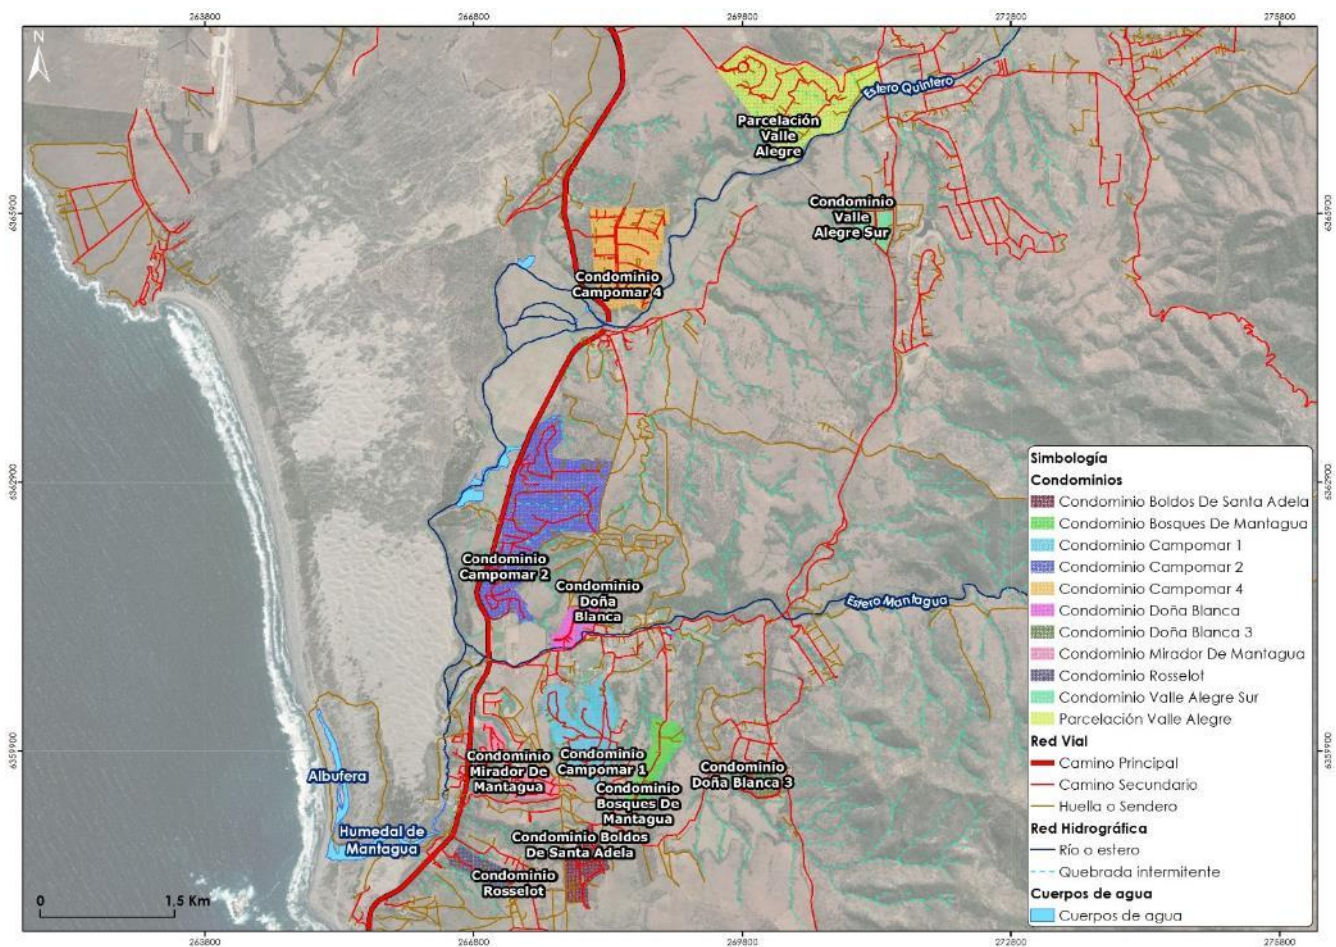 263800
266800
269800
272800
275800
N
Estero Quintero
Parcelación
Valle
Alegre
6365900
Condominio
Valle
Alegre Sur
6365900
Condominio
Campomar 4
6362900
6362900
Condominio
Campomar 2
Condominio
Doña
Blanca
Estero Mantagua
6359900
6359900
Condominio
Mirador De
Mantagua
Condominio
Campomar 1
Condominio
Bosques De
Mantagua
Condominio
Doña Blanca 3
Albufera
Humedal de
Mantagua
Condominio Boldos
De Santa Adela
Condominio
Rosselot
0
1,5 Km
Simbología
Condominios
Condominio Boldos De Santa Adela
Condominio Bosques De Mantagua
Condominio Campomar 1
Condominio Campomar 2
Condominio Campomar 4
Condominio Doña Blanca
Condominio Doña Blanca 3
Condominio Mirador De Mantagua
Condominio Rosselot
Condominio Valle Alegre Sur
Parcelación Valle Alegre
Red Vial
Camino Principal
Camino Secundario
Huella o Sendero
Red Hidrográfica
Río o estero
Quebrada intermitente
Cuerpos de agua
Cuerpos de agua
263800
266800
269800
272800
275800